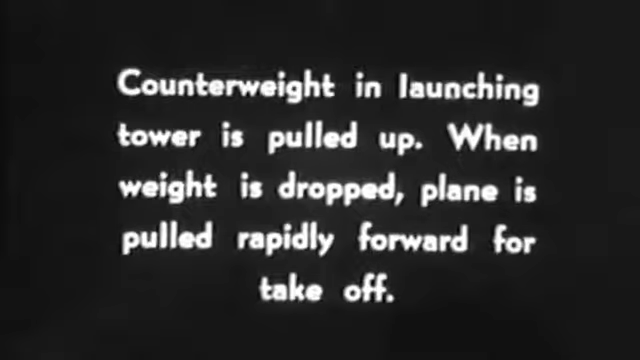 Counterweight in launching
tower is pulled up. When
weight is dropped, plane is
pulled rapidly forward for
take off.